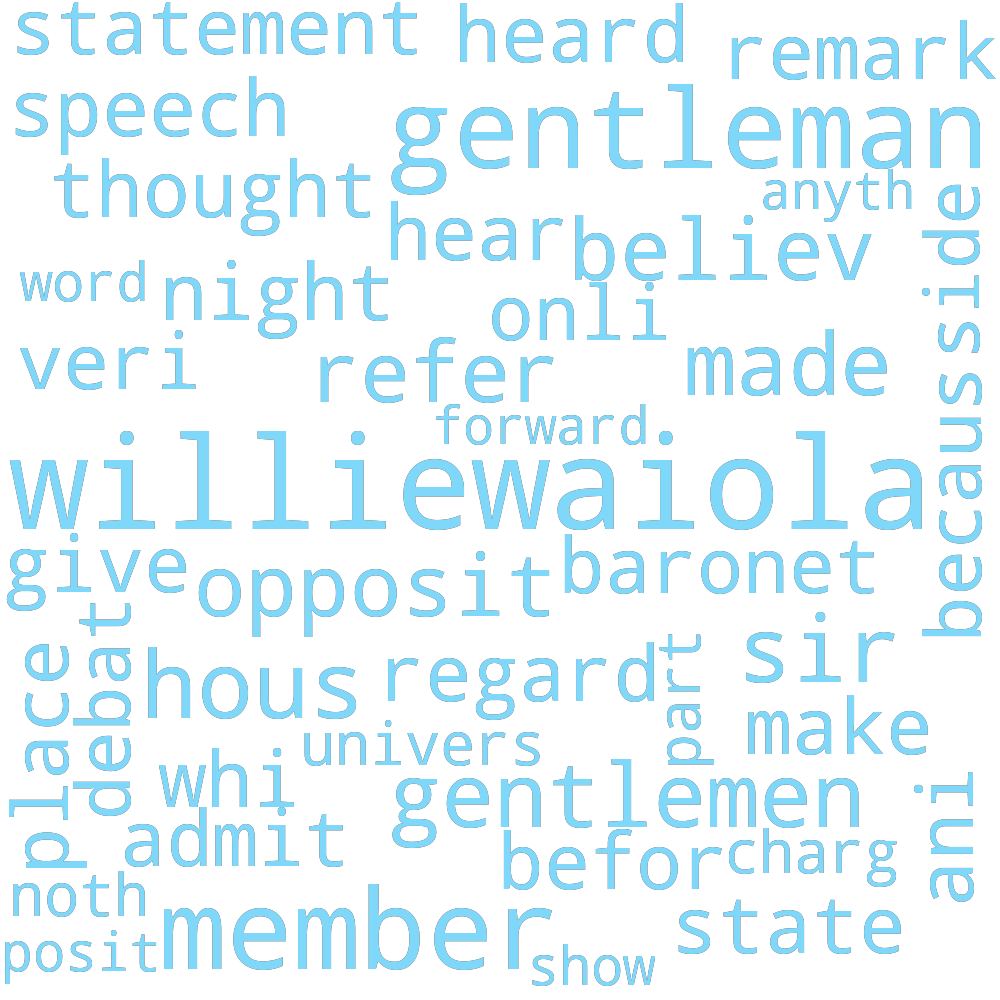 statement heard remark
speech gentleman
thought anyth
hear believ side
word night onli
veri refer made
forward becaus
williewaiola
give opposit baronet
debat sir
place hous regard part
univers make
whi gentlemen ani
admit befor charg
noth member state
posit show